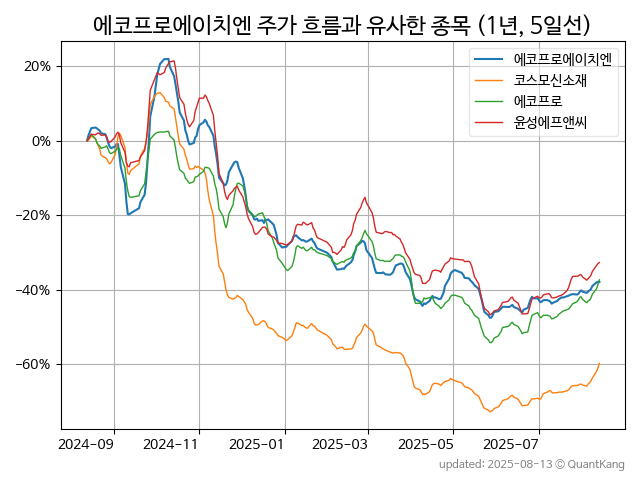 에코프로에이치엔 주가 흐름과 유사한 종목 (1년, 5일선)
에코프로에이치엔
코스모신소재
에코프로
윤성에프앤씨
20%
0%
−20%
−40%
−60%
2024-09 2024-11 2025-01 2025-03 2025-05 2025-07
updated: 2025-08-13 © QuantKang